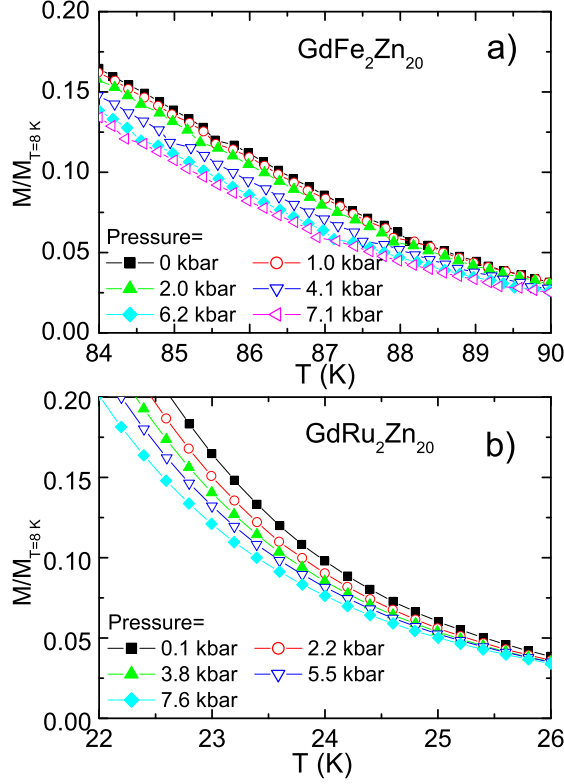 0.20
GdFe₂Zn₂₀
a)
0.15
0.10
0.05
0.00
M/M_T=8 K
Pressure=
0 kbar
1.0 kbar
2.0 kbar
4.1 kbar
6.2 kbar
7.1 kbar
84 85 86 87 88 89 90
T (K)
0.20
GdRu₂Zn₂₀
b)
0.15
0.10
0.05
0.00
M/M_T=8 K
Pressure=
0.1 kbar
2.2 kbar
3.8 kbar
5.5 kbar
7.6 kbar
22 23 24 25 26
T (K)